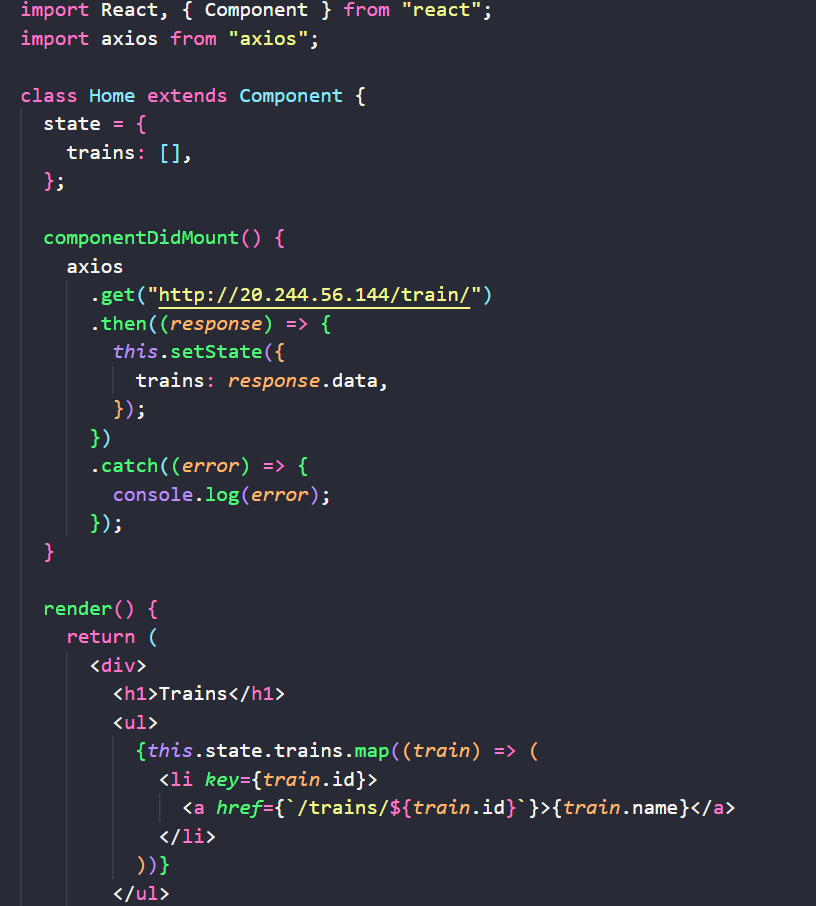 import React, { Component } from "react";
import axios from "axios";

class Home extends Component {
  state = {
    trains: [],
  };

  componentDidMount() {
    axios
      .get("http://20.244.56.144/train/")
      .then((response) => {
        this.setState({
          trains: response.data,
        });
      })
      .catch((error) => {
        console.log(error);
      });
  }

  render() {
    return (
      <div>
        <h1>Trains</h1>
        <ul>
          {this.state.trains.map((train) => (
            <li key={train.id}>
              <a href={`/trains/${train.id}`}>{train.name}</a>
            </li>
          ))}
        </ul>